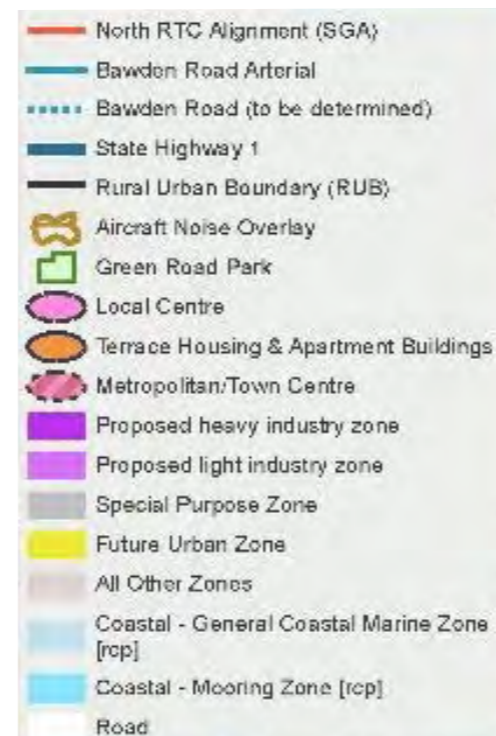 North RTC Alignment (SGA)
Bawden Road Arterial
Bawden Road (to be determined)
State Highway 1
Rural Urban Boundary (RUB)
Aircraft Noise Overlay
Green Road Park
Local Centre
Terrace Housing & Apartment Buildings
Metropolitan/Town Centre
Proposed heavy industry zone
Proposed light industry zone
Special Purpose Zone
Future Urban Zone
All Other Zones
Coastal - General Coastal Marine Zone
[rcp]
Coastal - Mooring Zone [rcp]
Road